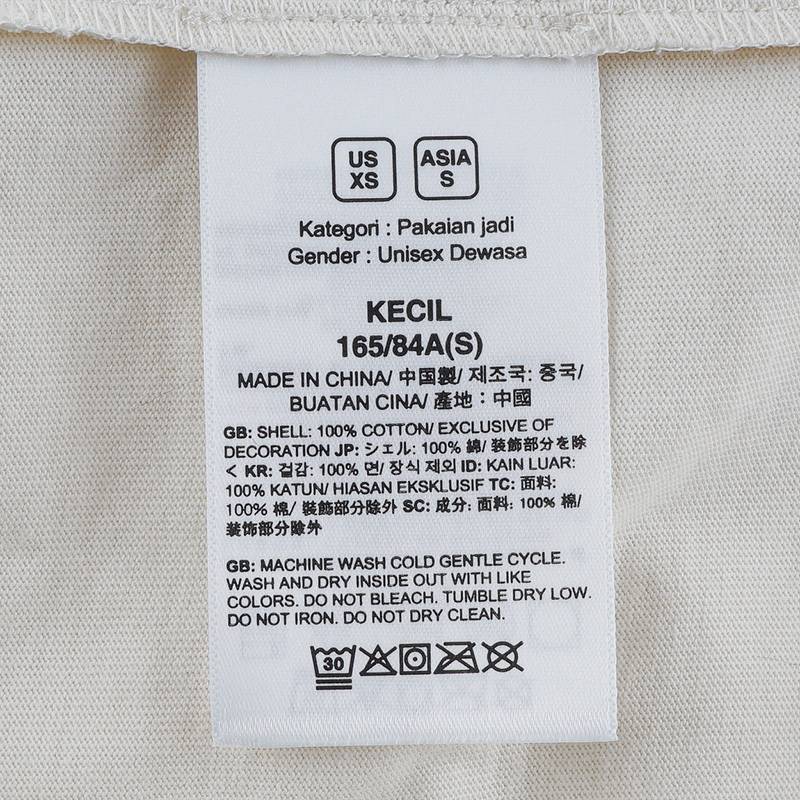 US ASIA
XS S
Kategori : Pakaian jadi
Gender : Unisex Dewasa
KECIL
165/84A(S)
MADE IN CHINA/ 中国製/ 제조국: 중국/
BUATAN CINA/ 產地：中國
GB: SHELL: 100% COTTON/ EXCLUSIVE OF
DECORATION JP: シェル: 100% 綿/ 装飾部分を除
く KR: 겉감: 100% 면/ 장식 제외 ID: KAIN LUAR:
100% KATUN/ HIASAN EKSKLUSIF TC: 面料:
100% 棉/ 裝飾部分除外 SC: 成分: 面料: 100% 棉/
装饰部分除外
GB: MACHINE WASH COLD GENTLE CYCLE.
WASH AND DRY INSIDE OUT WITH LIKE
COLORS. DO NOT BLEACH. TUMBLE DRY LOW.
DO NOT IRON. DO NOT DRY CLEAN.
30